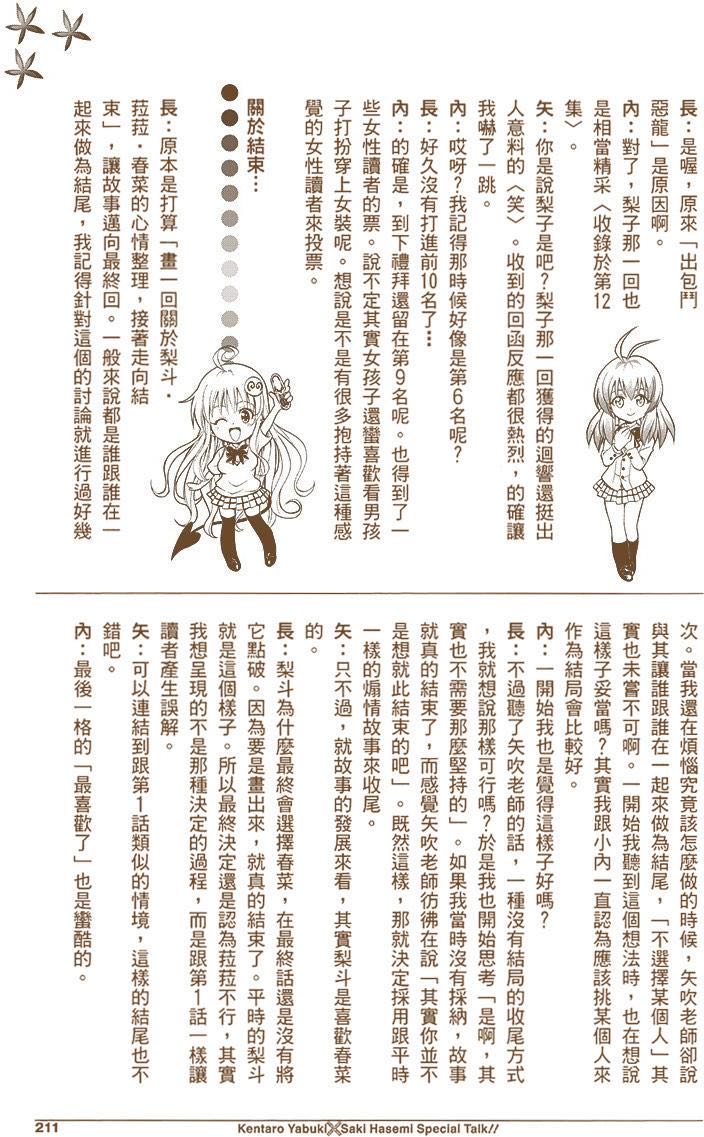 長：是喔，原來「出包鬥
惡龍」是原因啊。
內：對了，梨子那一回也
是相當精采〈收錄於第12
集〉。
矢：你是說梨子是吧？梨子那一回獲得的迴響還挺出
人意料的〈笑〉。收到的回函反應都很熱烈，的確讓
我嚇了一跳。
內：哎呀？我記得那時候好像是第6名呢？
長：好久沒有打進前10名了…
內：的確是，到下禮拜還留在第9名呢。也得到了一
些女性讀者的票。說不定其實女孩子還蠻喜歡看男孩
子打扮穿上女裝呢。想說是不是有很多抱持著這種感
覺的女性讀者來投票。
關於結束…
長：原本是打算「畫一回關於梨斗‧
菈菈‧春菜的心情整理，接著走向結
束」，讓故事邁向最終回。一般來說都是誰跟誰在一
起來做為結尾，我記得針對這個的討論就進行過好幾
次。當我還在煩惱究竟該怎麼做的時候，矢吹老師卻說
「與其讓誰跟誰在一起來做為結尾，「不選擇某個人」其
實也未嘗不可啊。一開始我聽到這個想法時，也在想說
這樣子妥當嗎？其實我跟小內一直認為應該挑某個人來
作為結局會比較好。
內：一開始我也是覺得這樣子好嗎？
長：不過聽了矢吹老師的話，一種沒有結局的收尾方式
，我就想說那樣可行嗎？於是我也開始思考「是啊，其
實也不需要那麼堅持的」。如果我當時沒有採納，故事
就真的結束了，而感覺矢吹老師彷彿在說「其實你並不
是想就此結束的吧」。既然這樣，那就決定採用跟平時
一樣的煽情故事來收尾。
矢：只不過，就故事的發展來看，其實梨斗是喜歡春菜
的。
長：梨斗為什麼最終會選擇春菜，在最終話還是沒有將
它點破。因為要是畫出來，就真的結束了。平時的梨斗
就是這個樣子。所以最終決定還是認為菈菈不行，其實
我想呈現的不是那種決定的過程，而是跟第1話一樣讓
讀者產生誤解。
矢：可以連結到跟第1話類似的情境，這樣的結尾也不
錯吧。
內：最後一格的「最喜歡了」也是蠻酷的。
211
Kentaro Yabuki×Saki Hasemi Special Talk!!